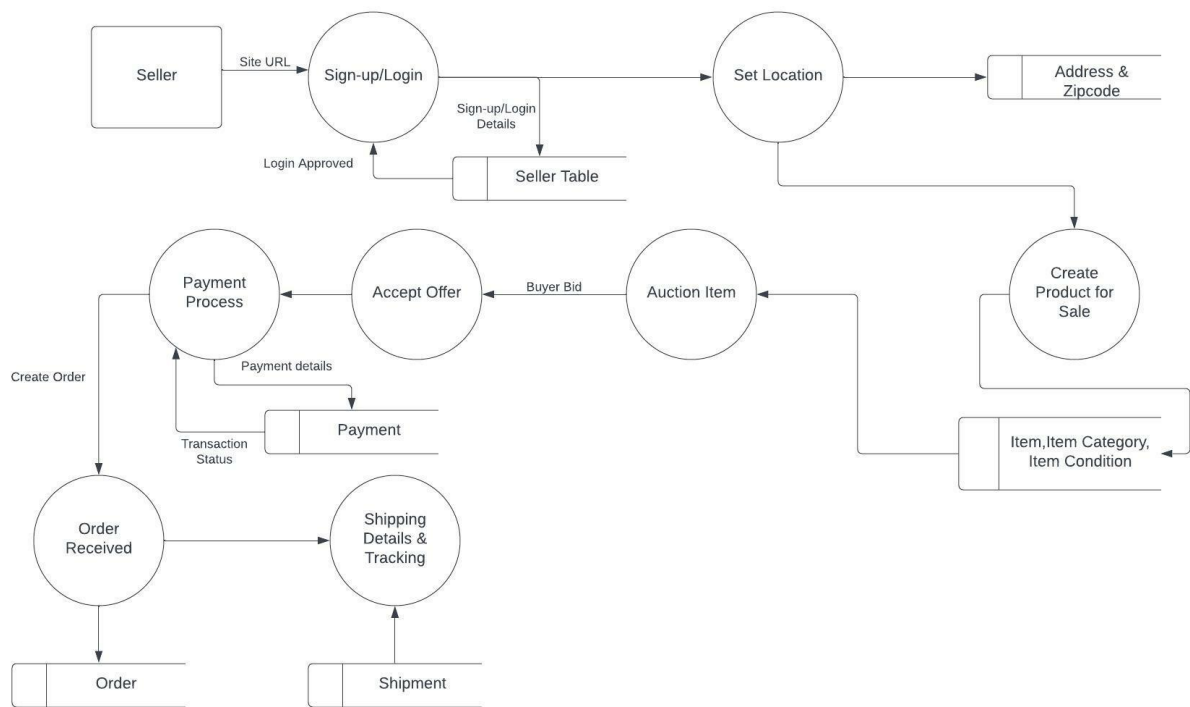 Seller
Site URL
Sign-up/Login
Set Location
Address &
Zipcode
Sign-up/Login
Details
Login Approved
Seller Table
Payment
Process
Accept Offer
Buyer Bid
Auction Item
Create
Product for
Sale
Create Order
Payment details
Payment
Transaction
Status
Item,Item Category,
Item Condition
Order
Received
Shipping
Details &
Tracking
Order
Shipment